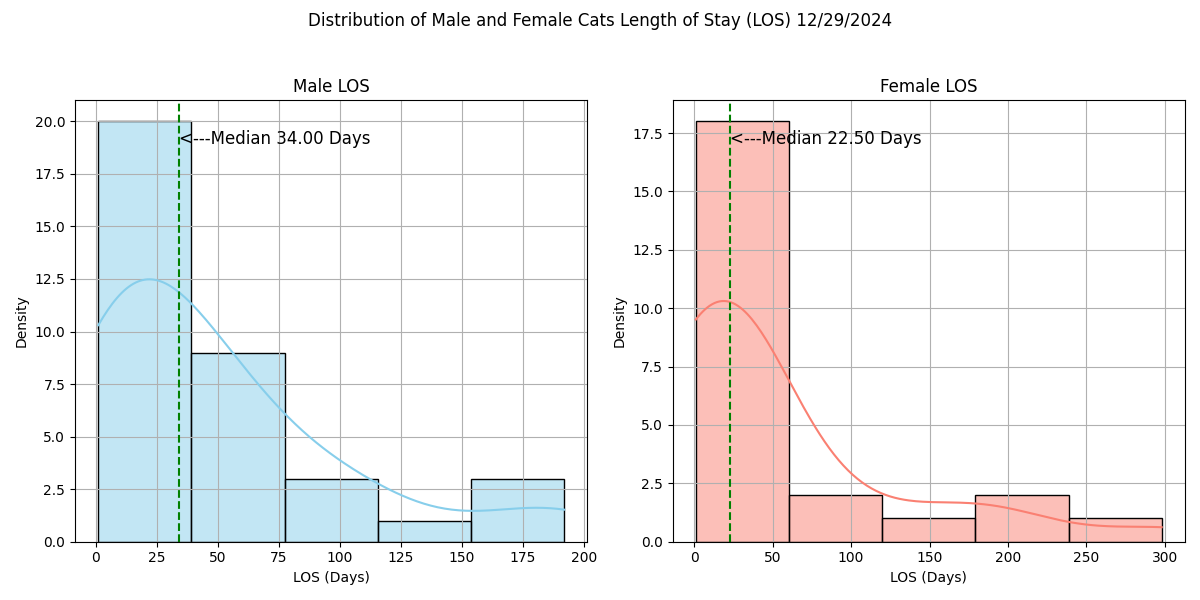 Distribution of Male and Female Cats Length of Stay (LOS) 12/29/2024
Male LOS
20.0
17.5
15.0
12.5
10.0
7.5
5.0
2.5
0.0
Density
<---Median 34.00 Days
0 25 50 75 100 125 150 175 200
LOS (Days)
Female LOS
17.5
15.0
12.5
10.0
7.5
5.0
2.5
0.0
Density
<---Median 22.50 Days
0 50 100 150 200 250 300
LOS (Days)